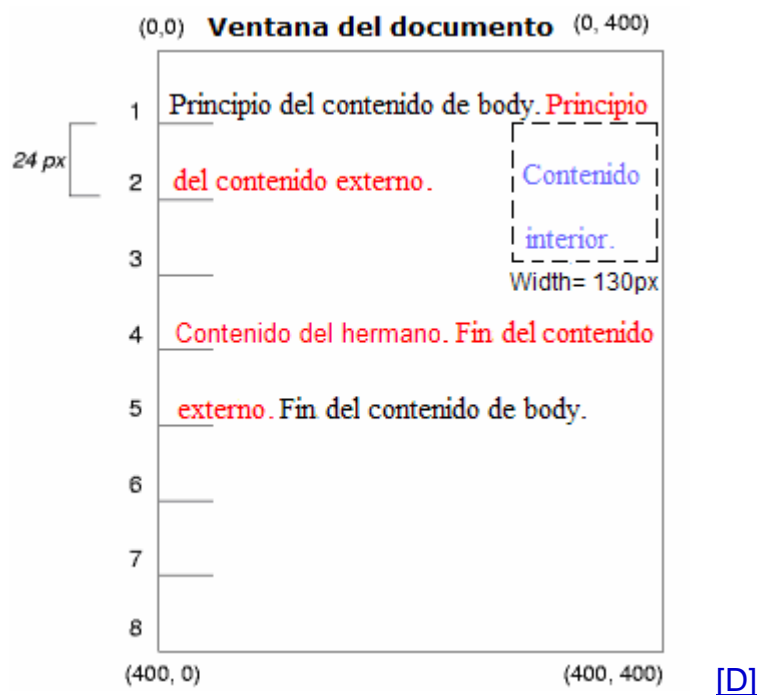 (0,0) Ventana del documento (0, 400)
1 Principio del contenido de body. Principio
24 px
2 del contenido externo. Contenido
interior.
3
Width= 130px
4 Contenido del hermano. Fin del contenido
5 externo. Fin del contenido de body.
6
7
8
(400, 0) (400, 400) [D]